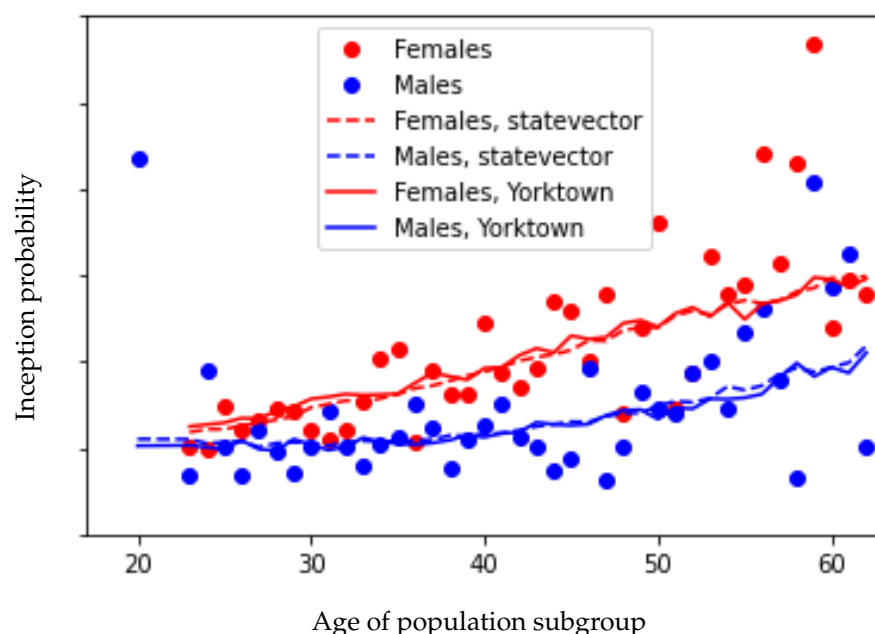 Females
Males
Females, statevector
Males, statevector
Females, Yorktown
Males, Yorktown
Inception probability
20 30 40 50 60
Age of population subgroup